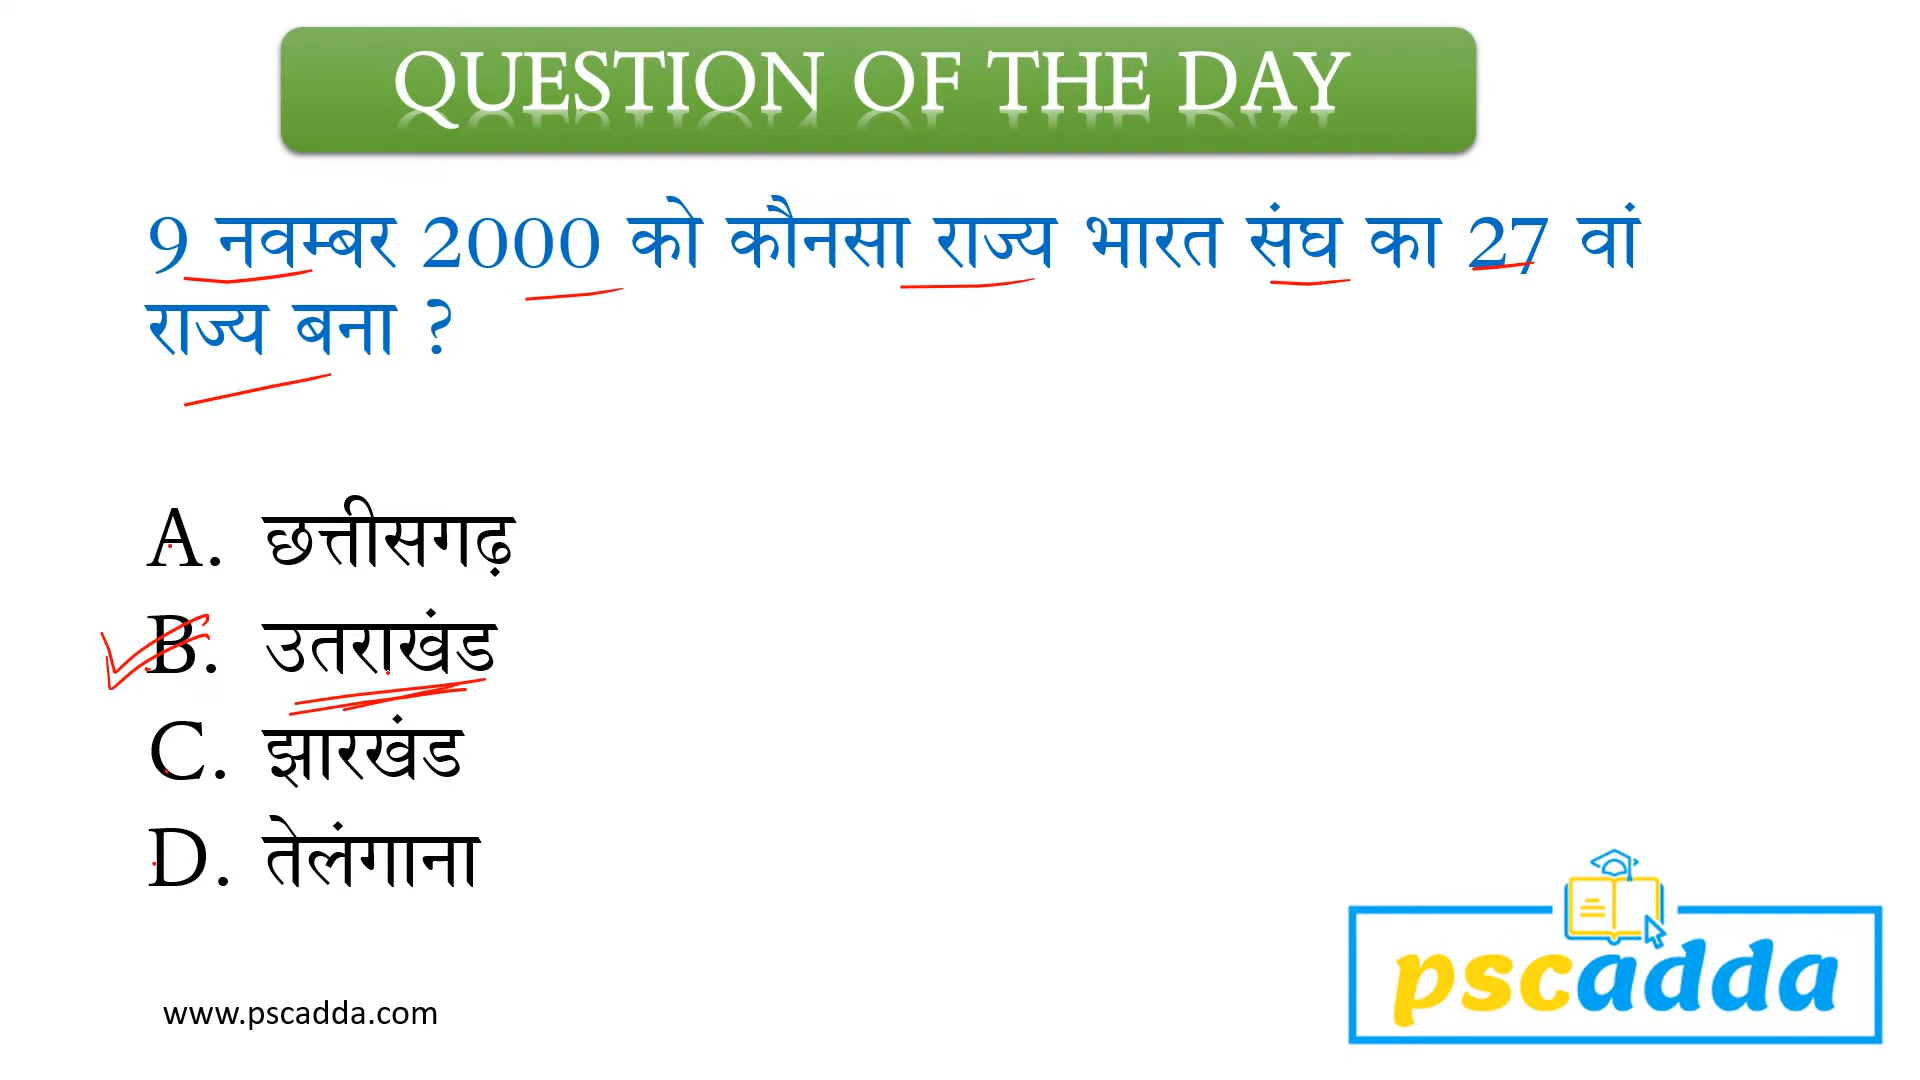 QUESTION OF THE DAY
9 नवम्बर 2000 को कौनसा राज्य भारत संघ का 27 वां
राज्य बना ?
A. छत्तीसगढ़
B. उतराखंड
C. झारखंड
D. तेलंगाना
pscadda
www.pscadda.com